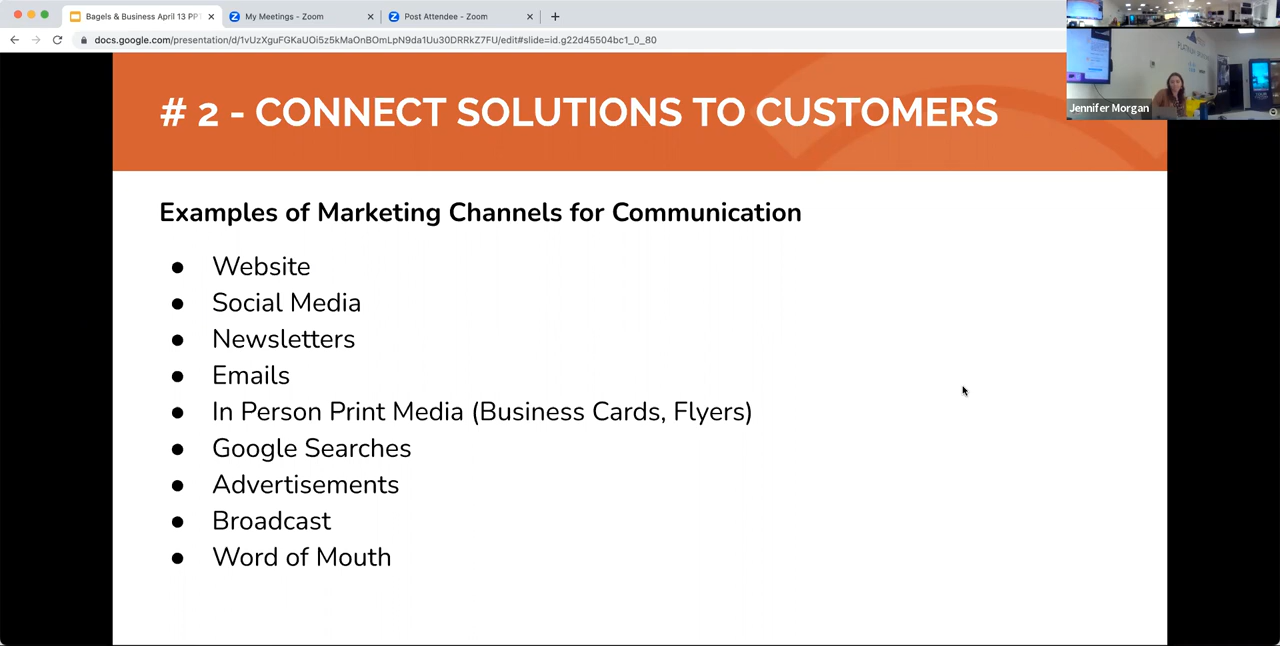 Bagels & Business April 13 PP
My Meetings - Zoom
Post Attendee - Zoom
docs.google.com/presentation/d/1vUzXguFGKaUOi5z5kMaOnBOmLpN9da1Uu30DRRkZ7FU/edit#slide=id.g22d45504bc1_0_80
Jennifer Morgan
# 2 - CONNECT SOLUTIONS TO CUSTOMERS
Examples of Marketing Channels for Communication
● Website
● Social Media
● Newsletters
● Emails
● In Person Print Media (Business Cards, Flyers)
● Google Searches
● Advertisements
● Broadcast
● Word of Mouth